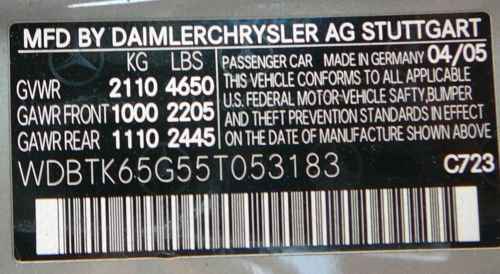 MFD BY DAIMLERCHRYSLER AG STUTTGART
KG LBS
GVWR 2110 4650
GAWR FRONT 1000 2205
GAWR REAR 1110 2445
PASSENGER CAR MADE IN GERMANY 04/05
THIS VEHICLE CONFORMS TO ALL APPLICABLE
U.S. FEDERAL MOTOR-VEHICLE SAFTY,BUMPER
AND THEFT PREVENTION STANDARDS IN EFFECT
ON THE DATE OF MANUFACTURE SHOWN ABOVE
WDBTK65G55T053183
C723